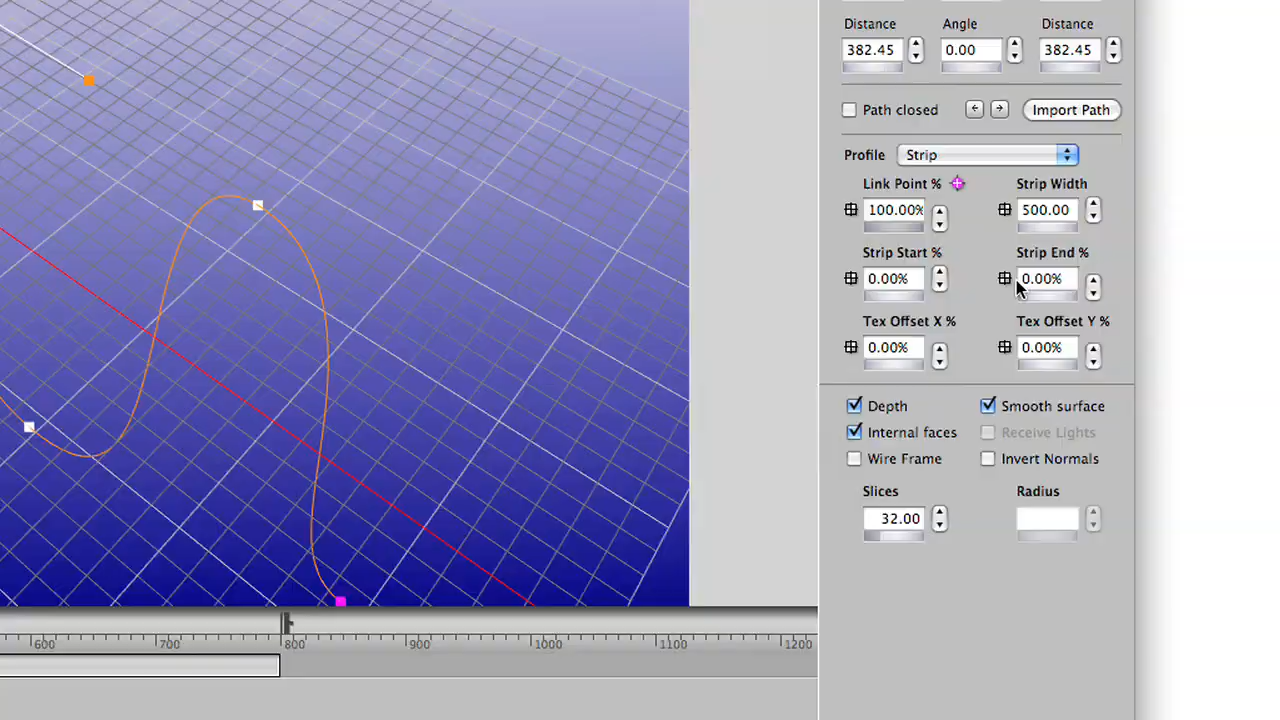 Distance Angle Distance
382.45 0.00 382.45
Path closed Import Path
Profile Strip
Link Point % Strip Width
100.00% 500.00
Strip Start % Strip End %
0.00% 0.00%
Tex Offset X % Tex Offset Y %
0.00% 0.00%
Depth Smooth surface
Internal faces Receive Lights
Wire Frame Invert Normals
Slices Radius
32.00
600 700 800 900 1000 1100 1200